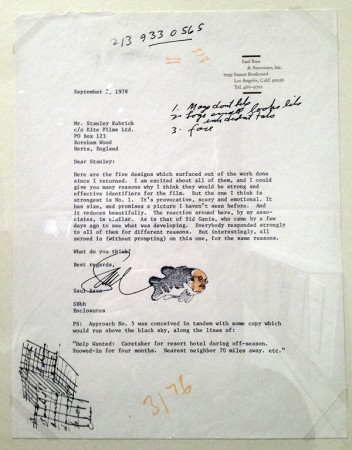 213 933 0565
Saul Bass
& Associates, Inc.
7039 Sunset Boulevard
Los Angeles, Calif 90028
Tel.
September 1978
1. Maze dont like
2.
3. face
Mr. Stanley Kubrick
c/o Elte Films Ltd.
PO Box 123
Boreham Wood
Herts, England
Dear Stanley:
Here are the five designs which surfaced out of the work done
since I returned. I am excited about all of them, and I could
give you many reasons why I think they would be strong and
effective identifiers for the film. But the one I think is
strongest is No. 1. It's provocative, scary and emotional. It
has size, and promises a picture I haven't seen before. And
it reduces beautifully. The reaction around here, by my asso-
ciates, is similar. As is that of Sid Ganis, who came by a few
days ago to see what was developing. Everybody responded strongly
to all of them for different reasons. But interestingly, all
zeroed in (without prompting) on this one, for the same reasons.
What do you think?
Best regards,
Saul
Saul Bass
SBhh
Enclosures
PS: Approach No. 5 was conceived in tandem with some copy which
would run above the black sky, along the lines of:
"Help Wanted: Caretaker for resort hotel during off-season.
Snowed-in for four months. Nearest neighbor 70 miles away. etc."
3/76